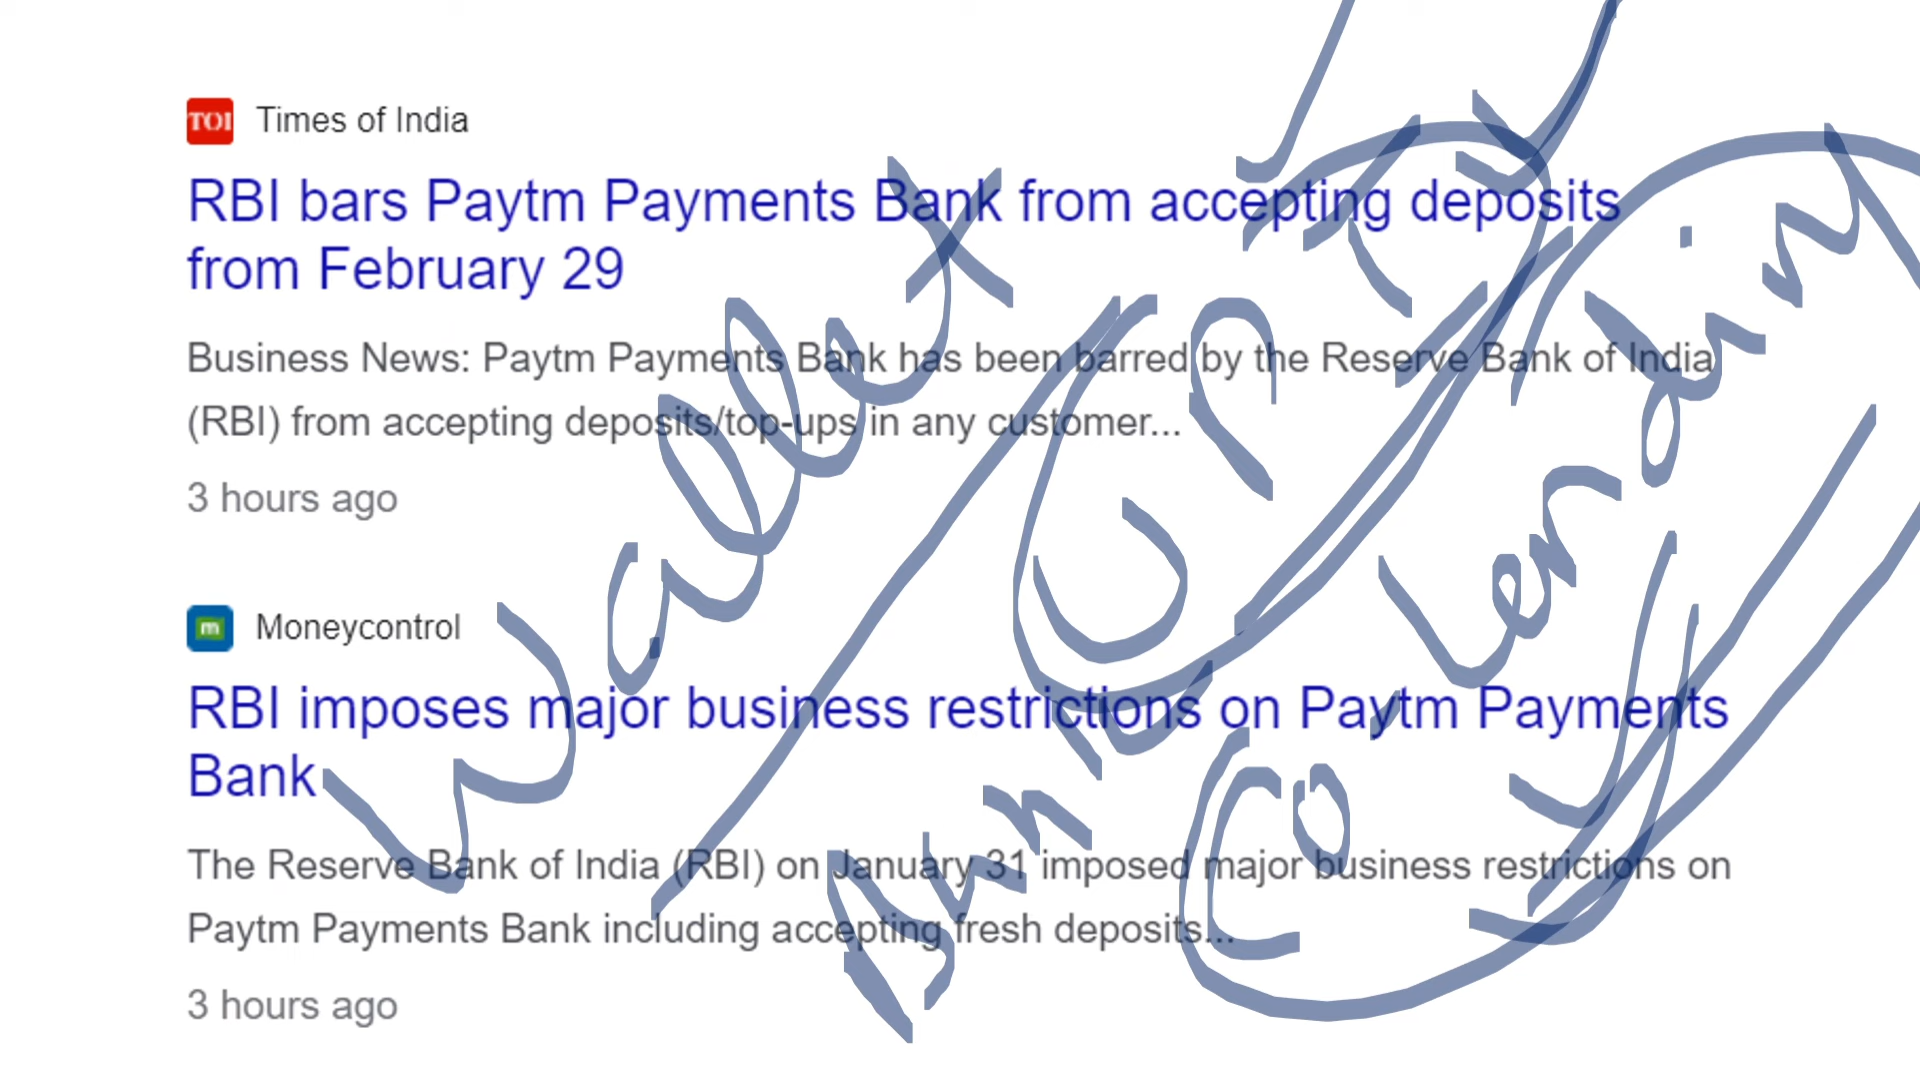 TOI Times of India
RBI bars Paytm Payments Bank from accepting deposits
from February 29
Business News: Paytm Payments Bank has been barred by the Reserve Bank of India
(RBI) from accepting deposits/top-ups in any customer...
3 hours ago
m Moneycontrol
RBI imposes major business restrictions on Paytm Payments
Bank
The Reserve Bank of India (RBI) on January 31 imposed major business restrictions on
Paytm Payments Bank including accepting fresh deposits...
3 hours ago
Wallet
Bank
UPI
Co-lending